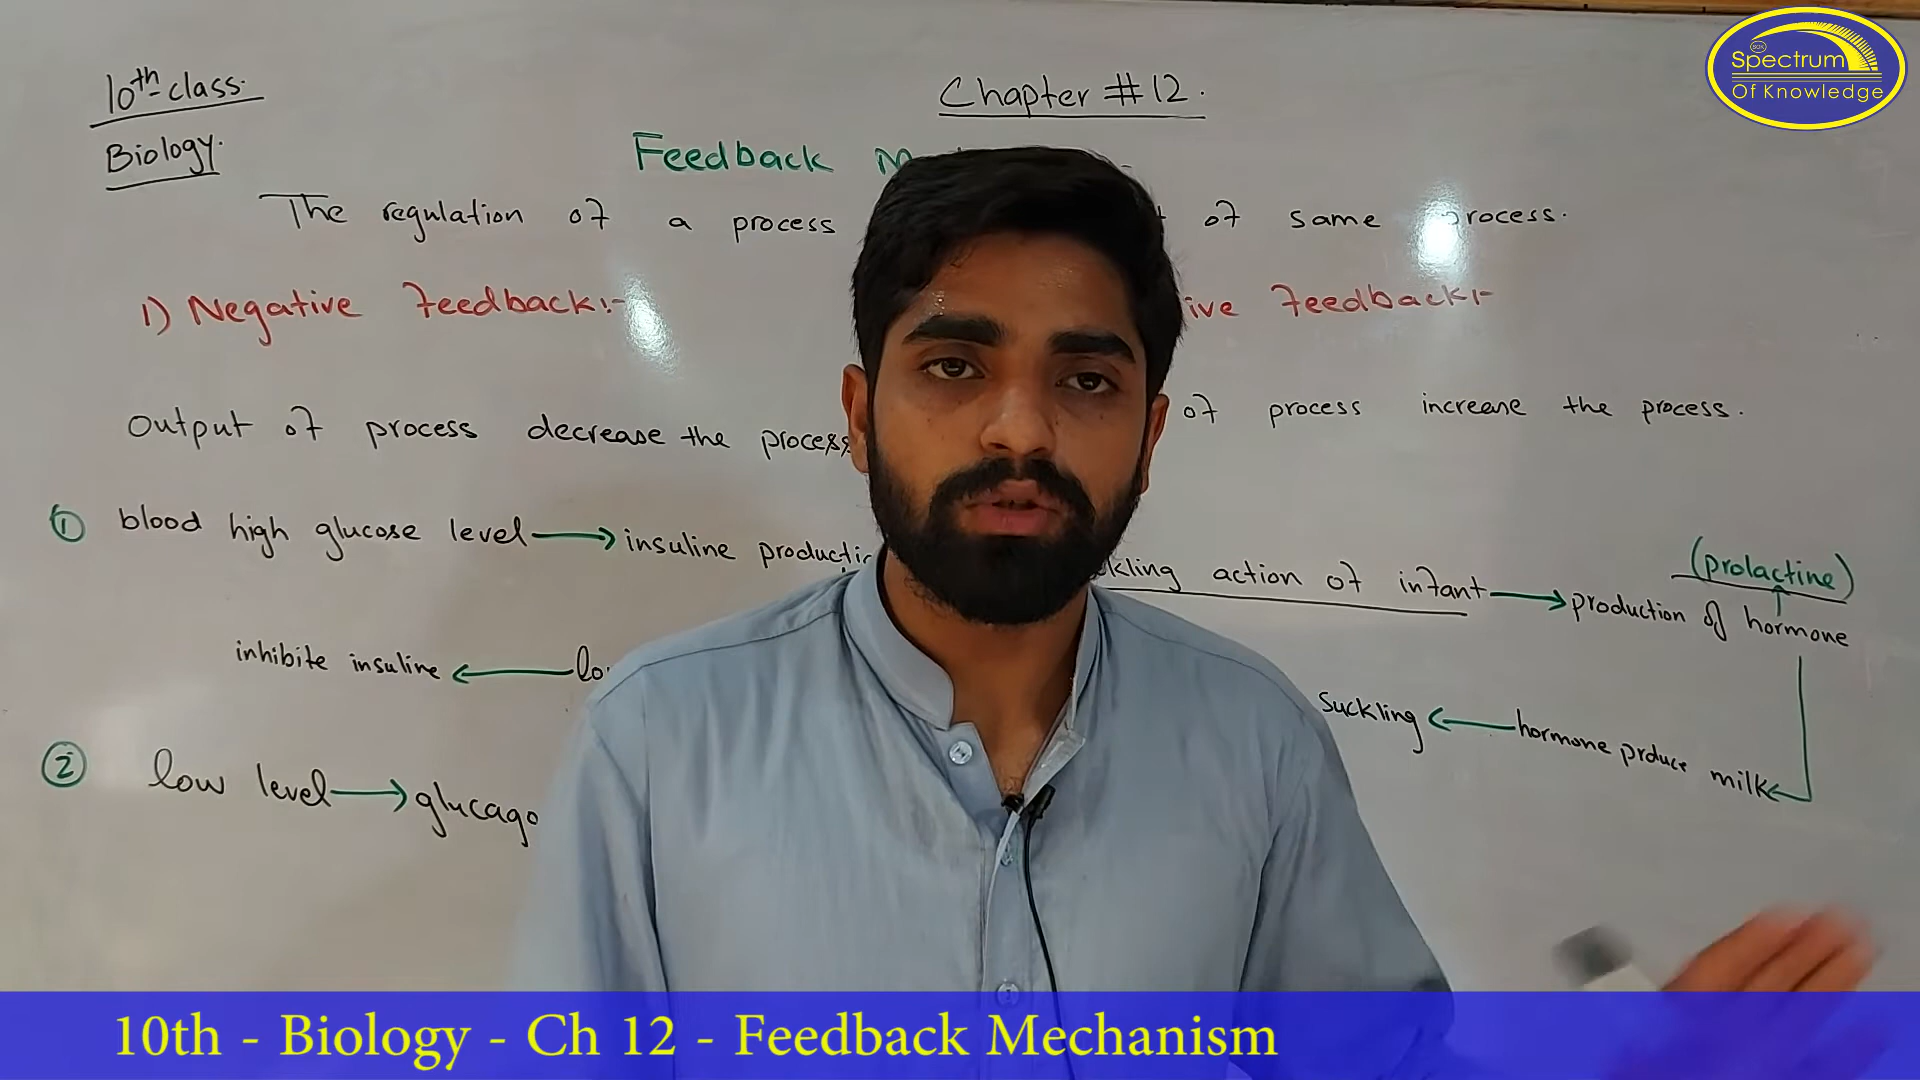 10th class.
Biology.
Chapter # 12.
SOK
Spectrum
Of Knowledge
Feedback
The regulation of a process of same process.
1) Negative Feedback:-
ive Feedback:-
Output of process decrease the process
of process increase the process.
① blood high glucose level → insuline
inhibite insuline ←
② low level →
action of infant → production of hormone
(prolactine)
Suckling ← hormone prduce milk
10th - Biology - Ch 12 - Feedback Mechanism